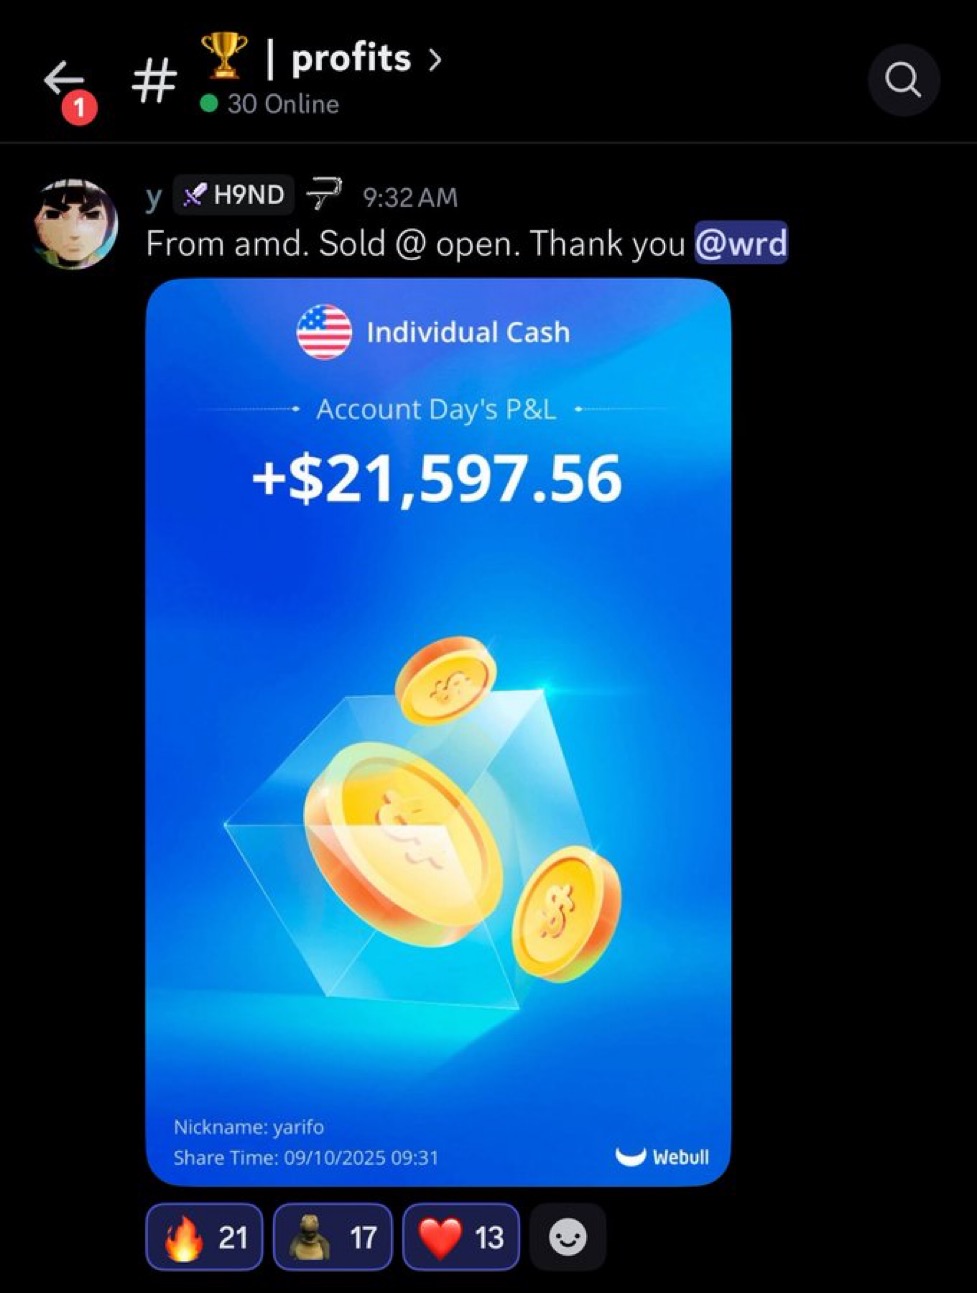 🏆 | profits >
1
#
30 Online
y H9ND 9:32 AM
From amd. Sold @ open. Thank you @wrd
Individual Cash
Account Day's P&L
+$21,597.56
Nickname: yarifo
Share Time: 09/10/2025 09:31
Webull
🔥 21 17 ❤️ 13